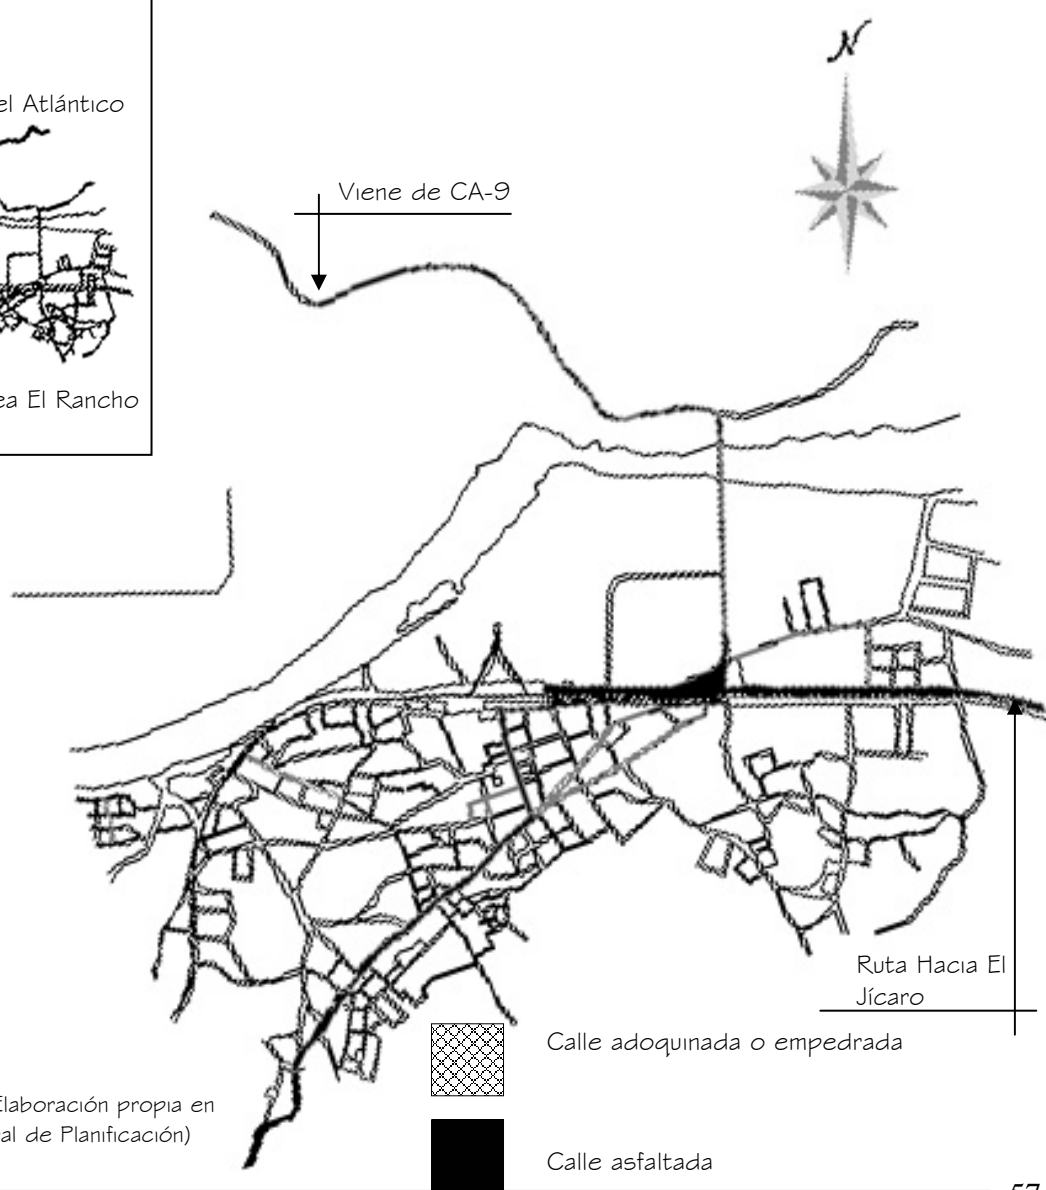 N
el Atlántico
Viene de CA-9
ea El Rancho
Ruta Hacia El
Jícaro
Calle adoquinada o empedrada
Elaboración propia en
al de Planificación)
Calle asfaltada
57